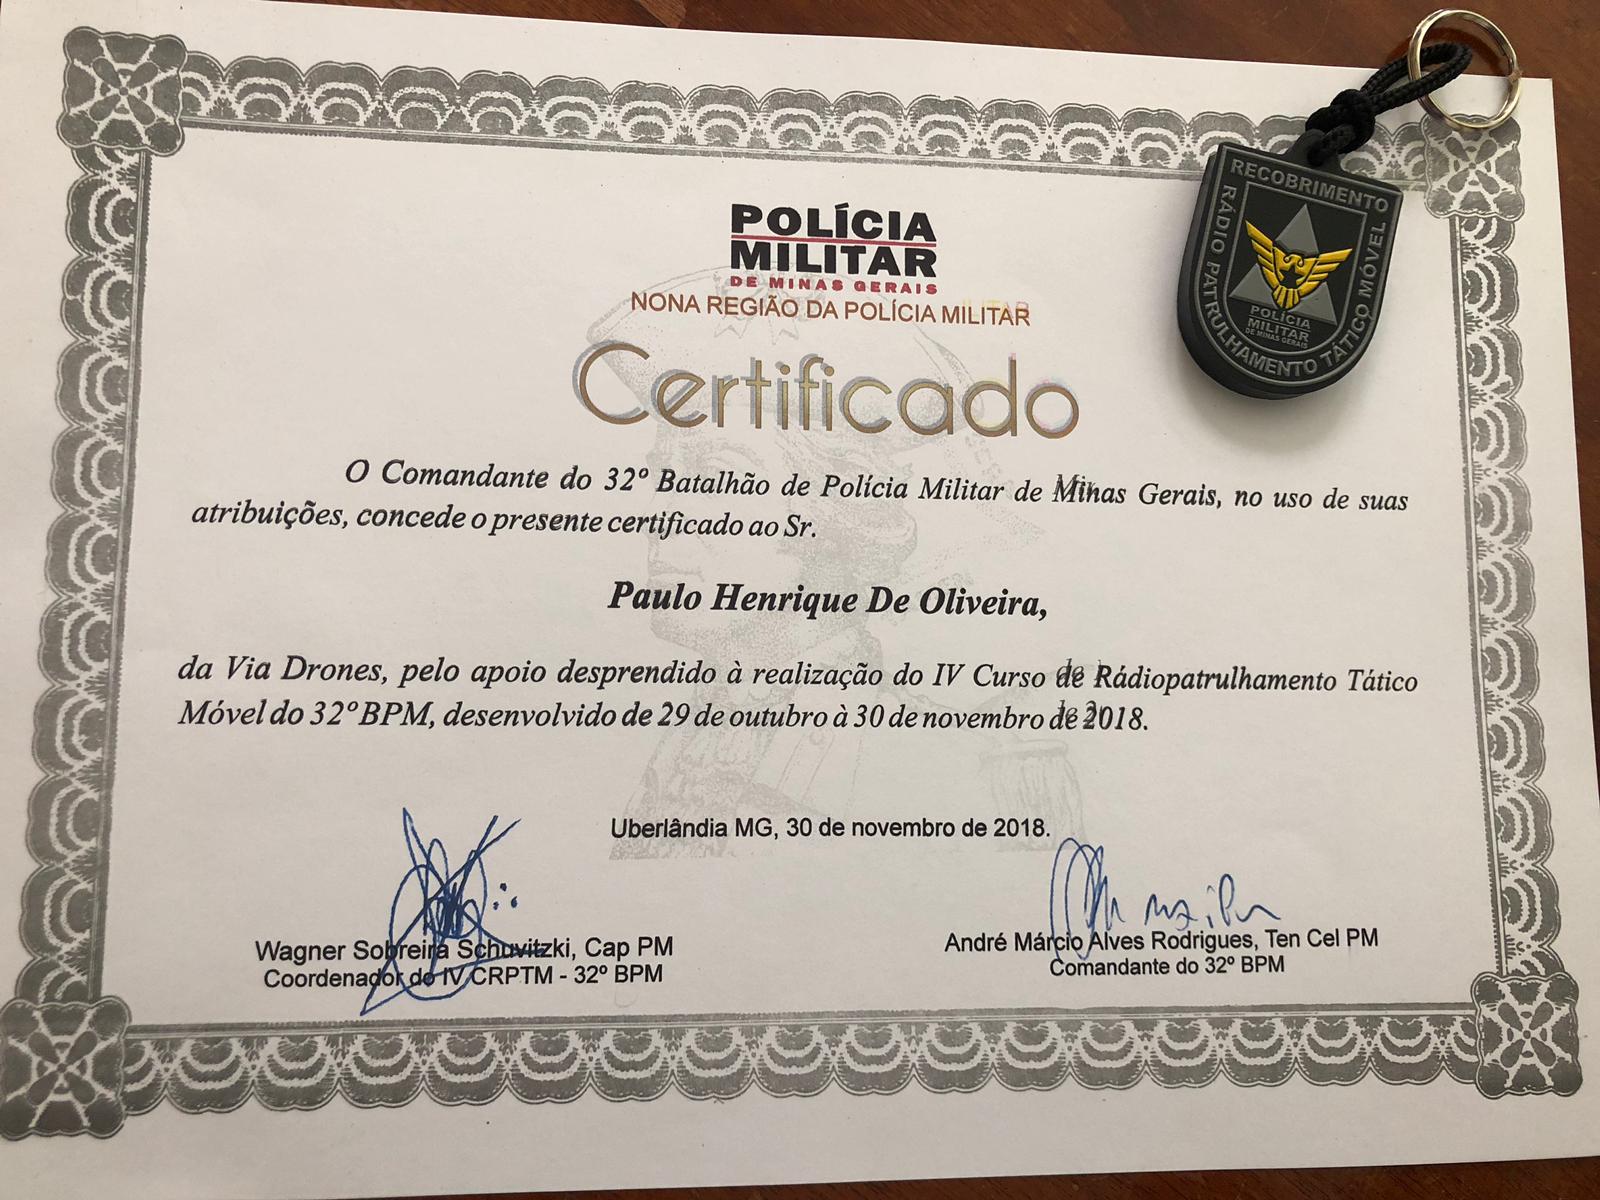 POLÍCIA
MILITAR
DE MINAS GERAIS
NONA REGIÃO DA POLÍCIA MILITAR
Certificado
O Comandante do 32º Batalhão de Polícia Militar de Minas Gerais, no uso de suas
atribuições, concede o presente certificado ao Sr.
Paulo Henrique De Oliveira,
da Via Drones, pelo apoio desprendido à realização do IV Curso de Rádiopatrulhamento Tático
Móvel do 32º BPM, desenvolvido de 29 de outubro à 30 de novembro de 2018.
Uberlândia MG, 30 de novembro de 2018.
Wagner Sobreira Schuvitzki, Cap PM
Coordenador do IV CRPTM - 32º BPM
André Márcio Alves Rodrigues, Ten Cel PM
Comandante do 32º BPM
RECOBRIMENTO
RÁDIO PATRULHAMENTO TÁTICO MÓVEL
POLÍCIA
MILITAR
DE MINAS GERAIS